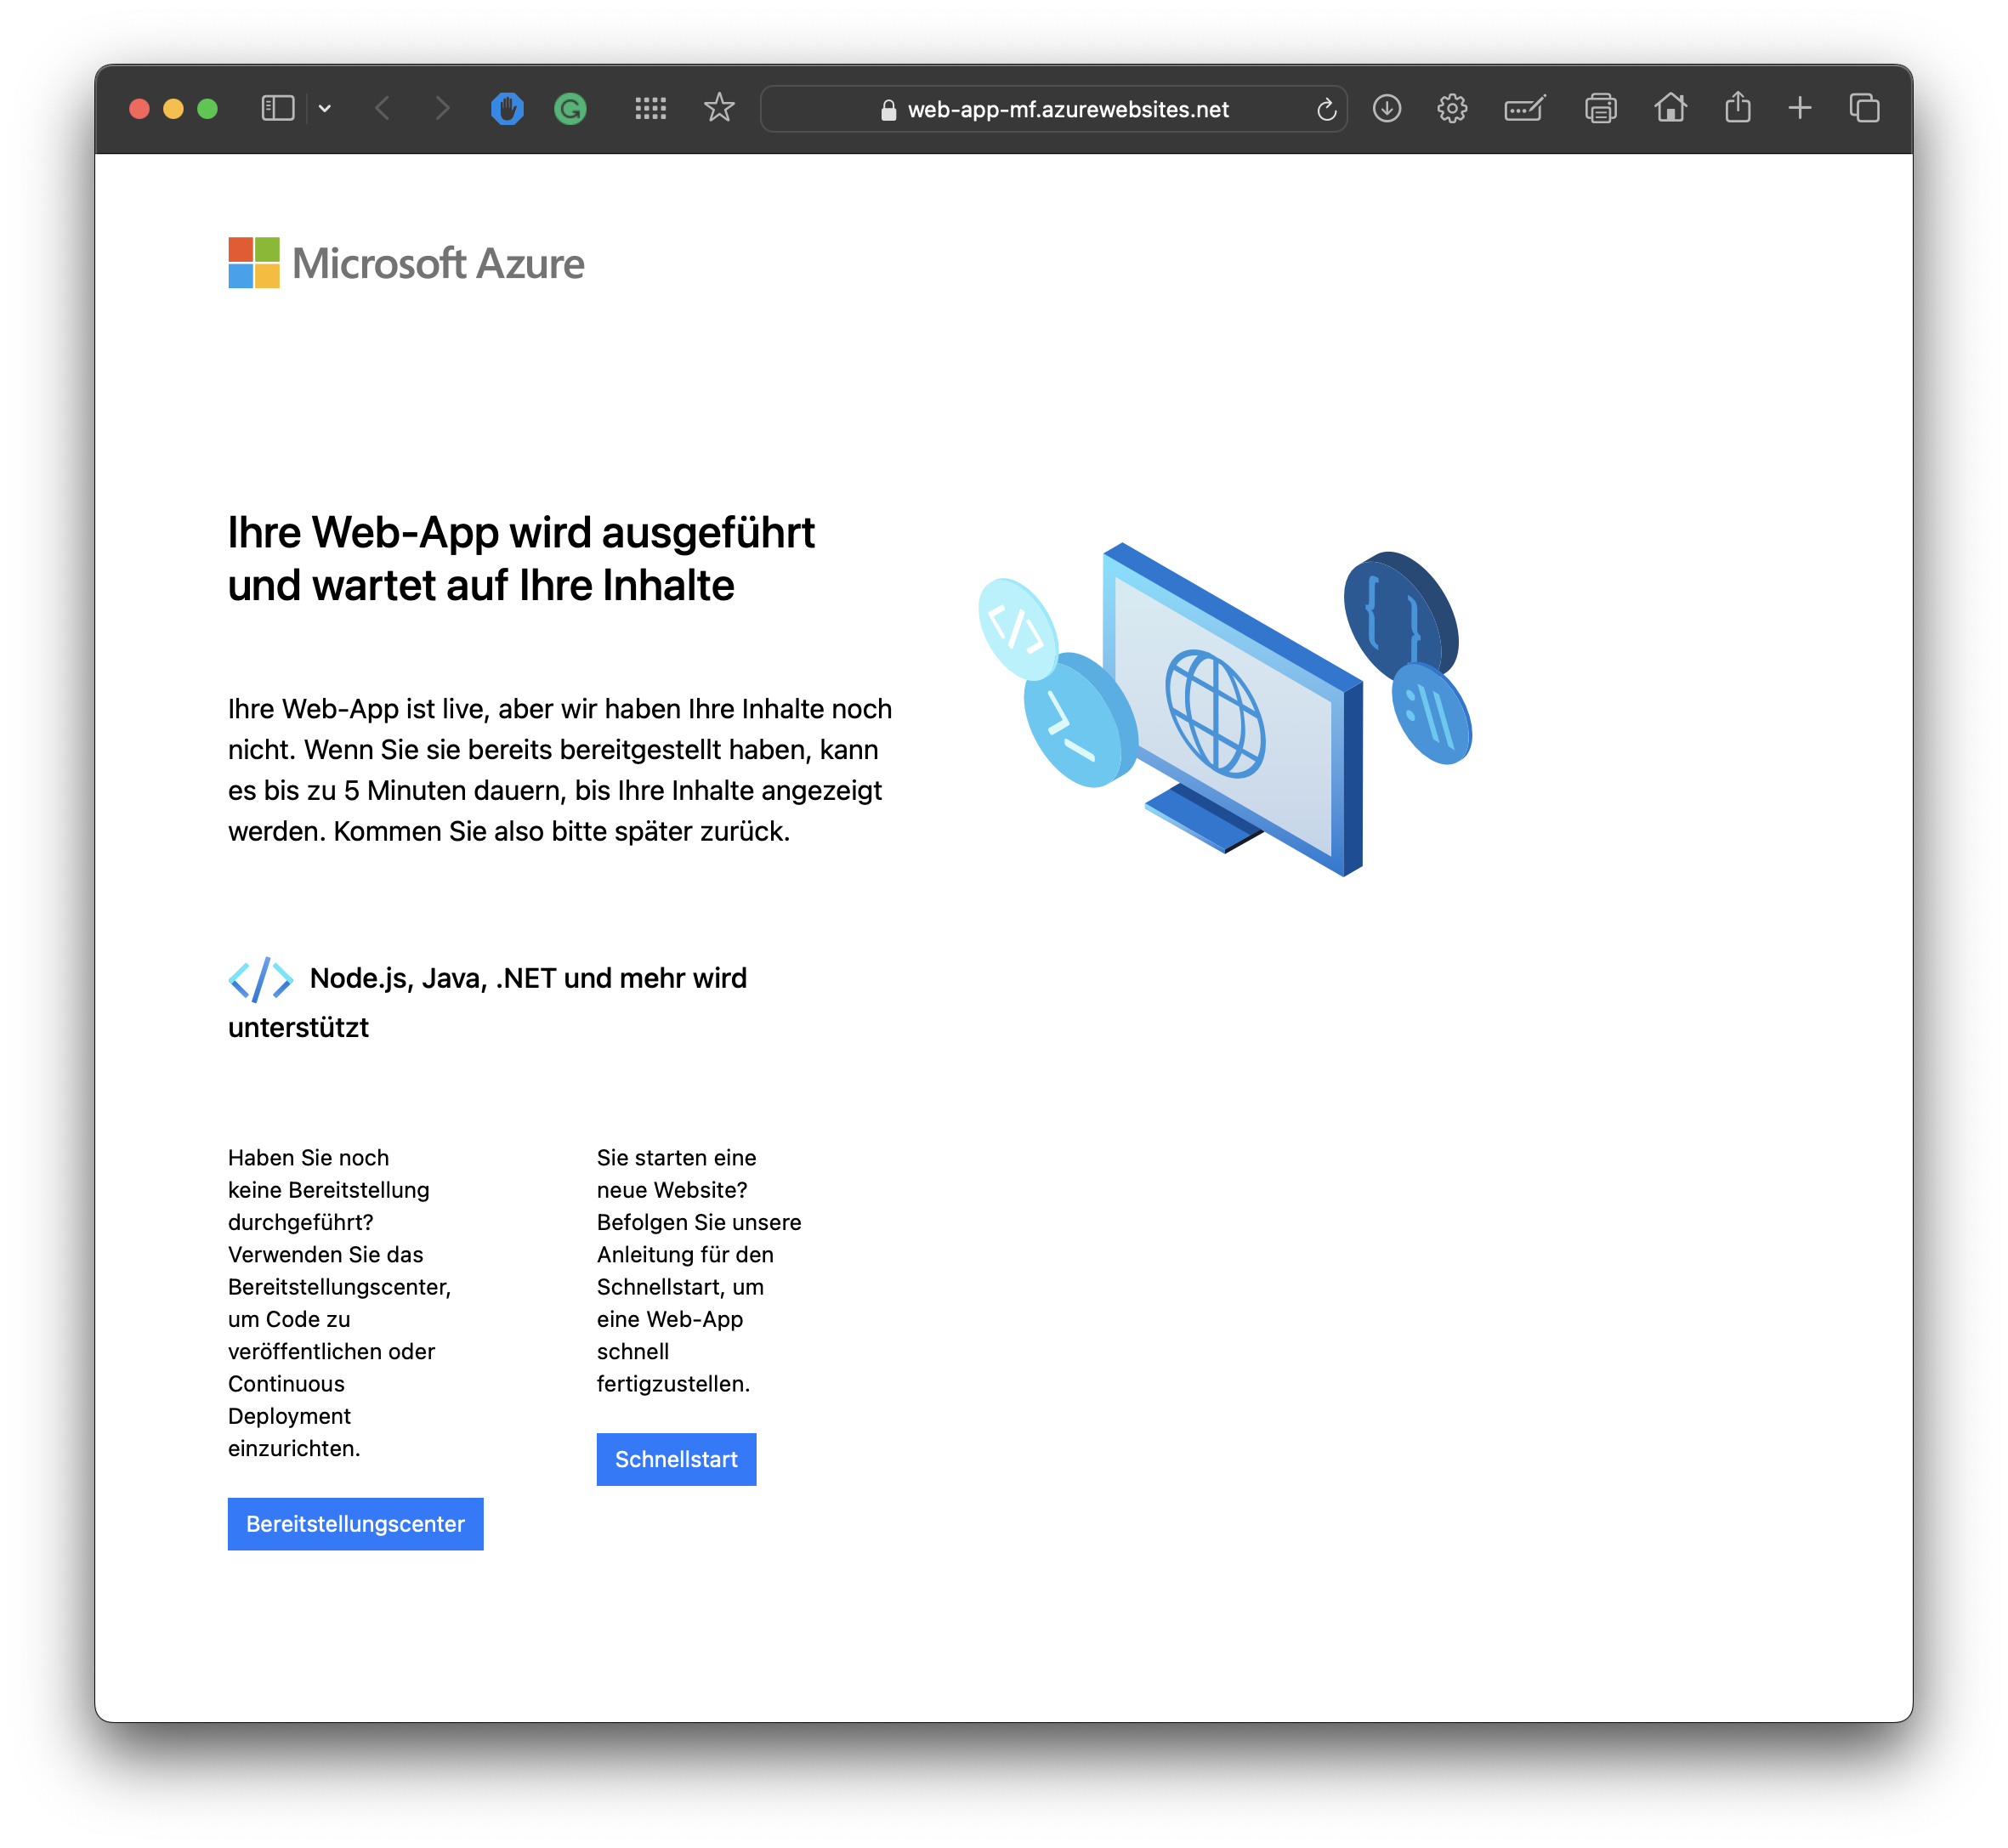 web-app-mf.azurewebsites.net
Microsoft Azure
Ihre Web-App wird ausgeführt
und wartet auf Ihre Inhalte
Ihre Web-App ist live, aber wir haben Ihre Inhalte noch
nicht. Wenn Sie sie bereits bereitgestellt haben, kann
es bis zu 5 Minuten dauern, bis Ihre Inhalte angezeigt
werden. Kommen Sie also bitte später zurück.
</> Node.js, Java, .NET und mehr wird
unterstützt
Haben Sie noch
keine Bereitstellung
durchgeführt?
Verwenden Sie das
Bereitstellungscenter,
um Code zu
veröffentlichen oder
Continuous
Deployment
einzurichten.
Bereitstellungscenter
Sie starten eine
neue Website?
Befolgen Sie unsere
Anleitung für den
Schnellstart, um
eine Web-App
schnell
fertigzustellen.
Schnellstart